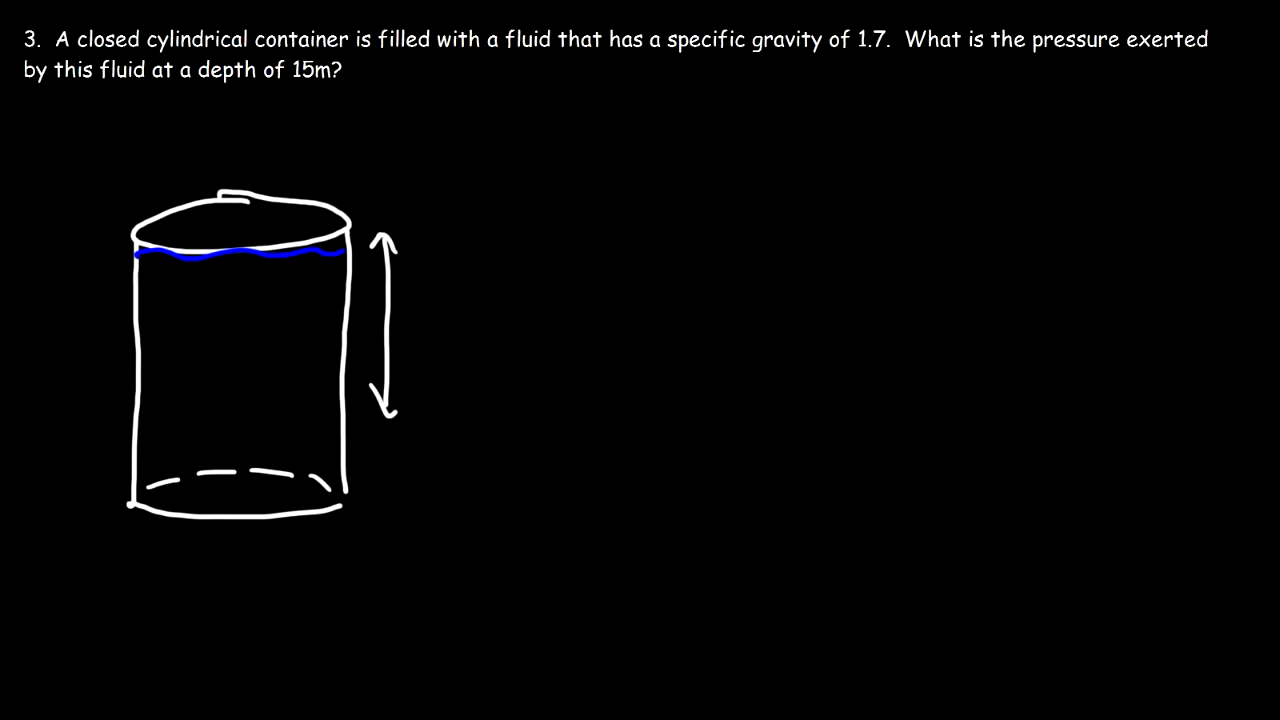 3.  A closed cylindrical container is filled with a fluid that has a specific gravity of 1.7.  What is the pressure exerted
by this fluid at a depth of 15m?